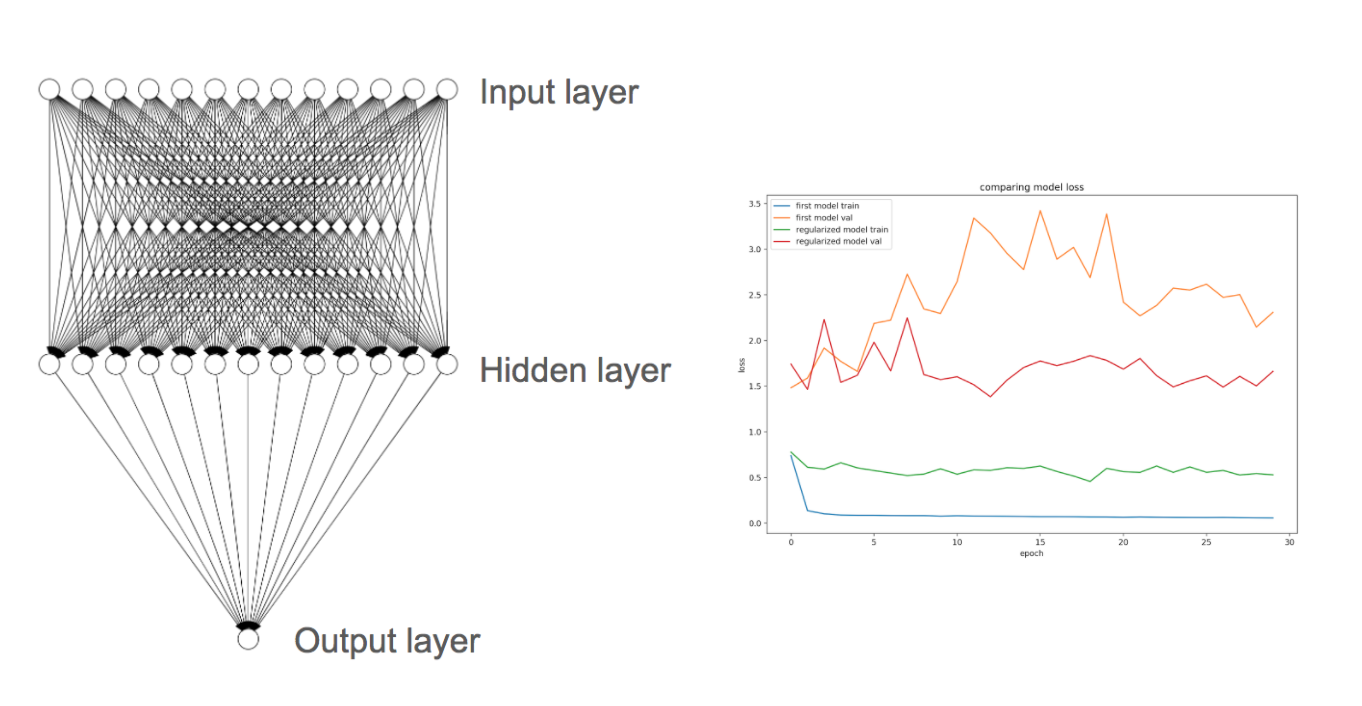 Input layer
Hidden layer
Output layer
comparing model loss
first model train
first model val
regularized model train
regularized model val
3.5
3.0
2.5
2.0
1.5
1.0
0.5
0.0
loss
0 5 10 15 20 25 30
epoch